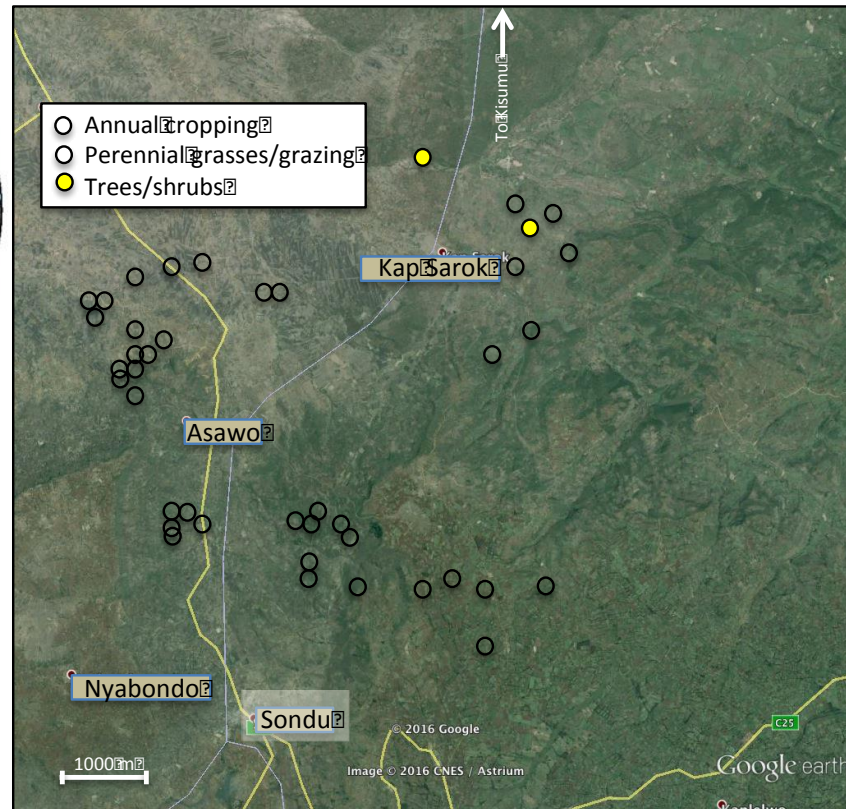 To Kisumu
Annual cropping
Perennial grasses/grazing
Trees/shrubs
Kap Sarok
Asawo
Nyabondo
Sondu
© 2016 Google
C25
1000 m
Image © 2016 CNES / Astrium
Google earth